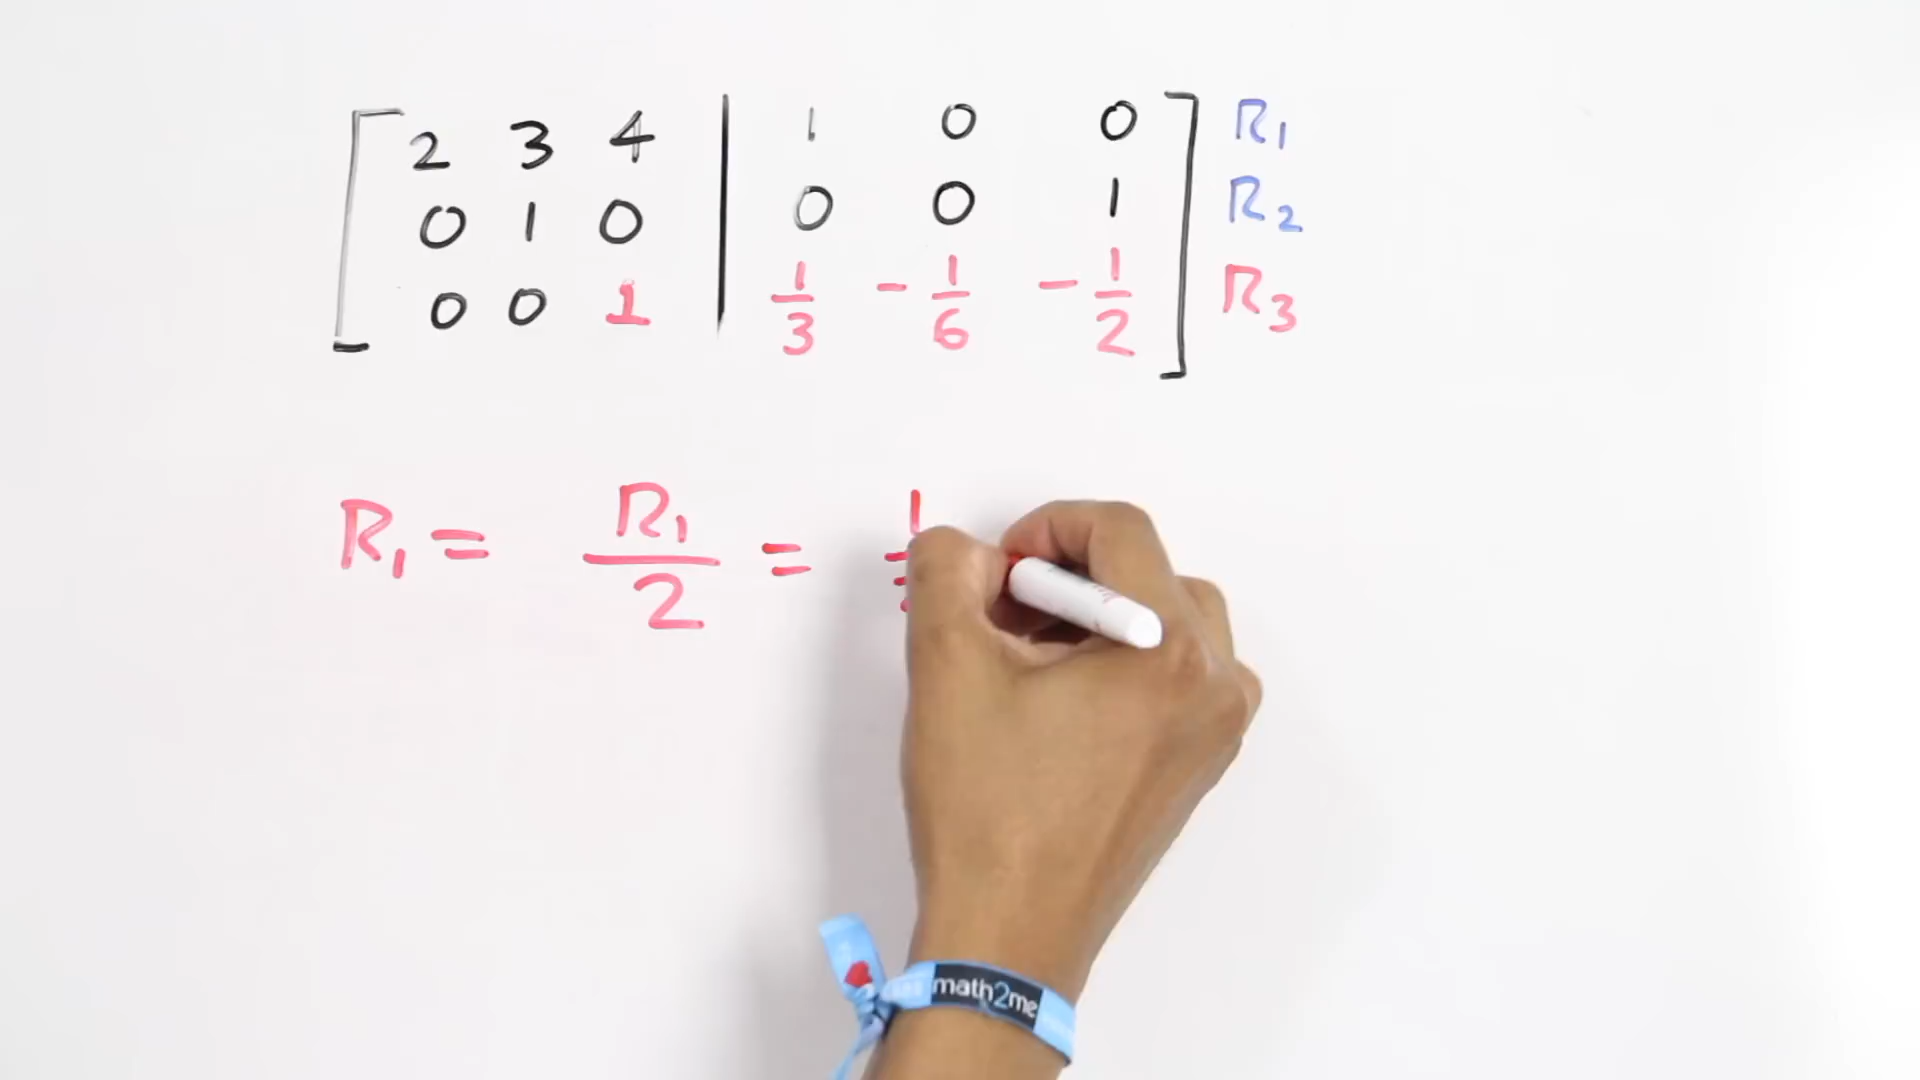 2 3 4 | 1 0 0 R1
0 1 0 | 0 0 1 R2
0 0 1 | 1/3 - 1/6 - 1/2 R3
R1 = R1/2 = 1
math2me